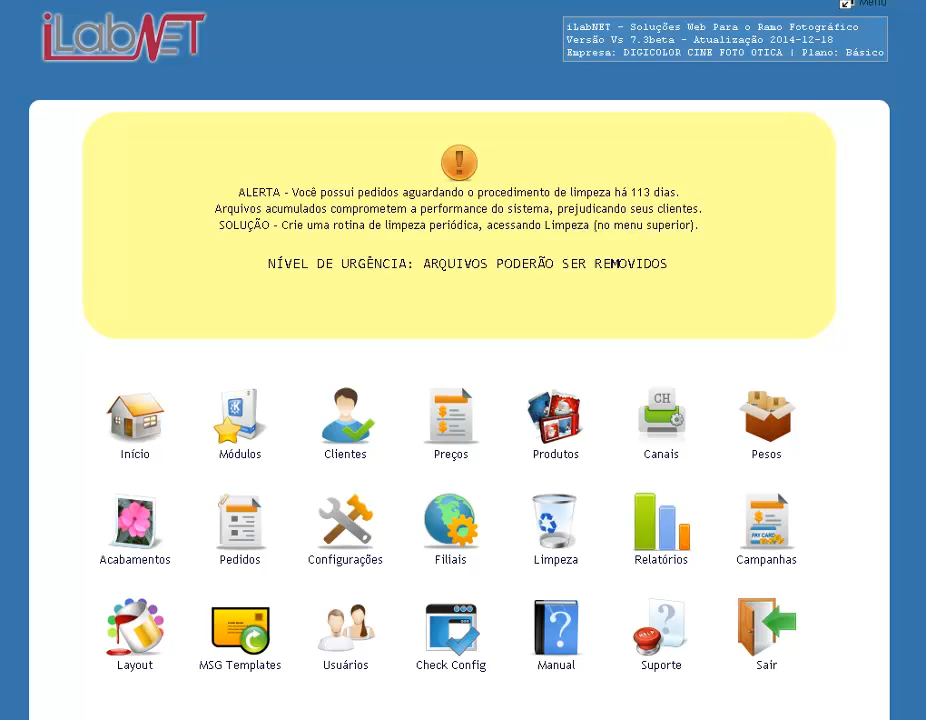 Menu
iLabNET
iLabNET - Soluções Web Para o Ramo Fotográfico
Versão Vs 7.3beta - Atualização 2014-12-18
Empresa: DIGICOLOR CINE FOTO OTICA | Plano: Básico
ALERTA - Você possui pedidos aguardando o procedimento de limpeza há 113 dias.
Arquivos acumulados comprometem a performance do sistema, prejudicando seus clientes.
SOLUÇÃO - Crie uma rotina de limpeza periódica, acessando Limpeza (no menu superior).
NÍVEL DE URGÊNCIA: ARQUIVOS PODERÃO SER REMOVIDOS
CH
Início Módulos Clientes Preços Produtos Canais Pesos
PAY CARD
Acabamentos Pedidos Configurações Filiais Limpeza Relatórios Campanhas
Layout MSG Templates Usuários Check Config Manual Suporte Sair